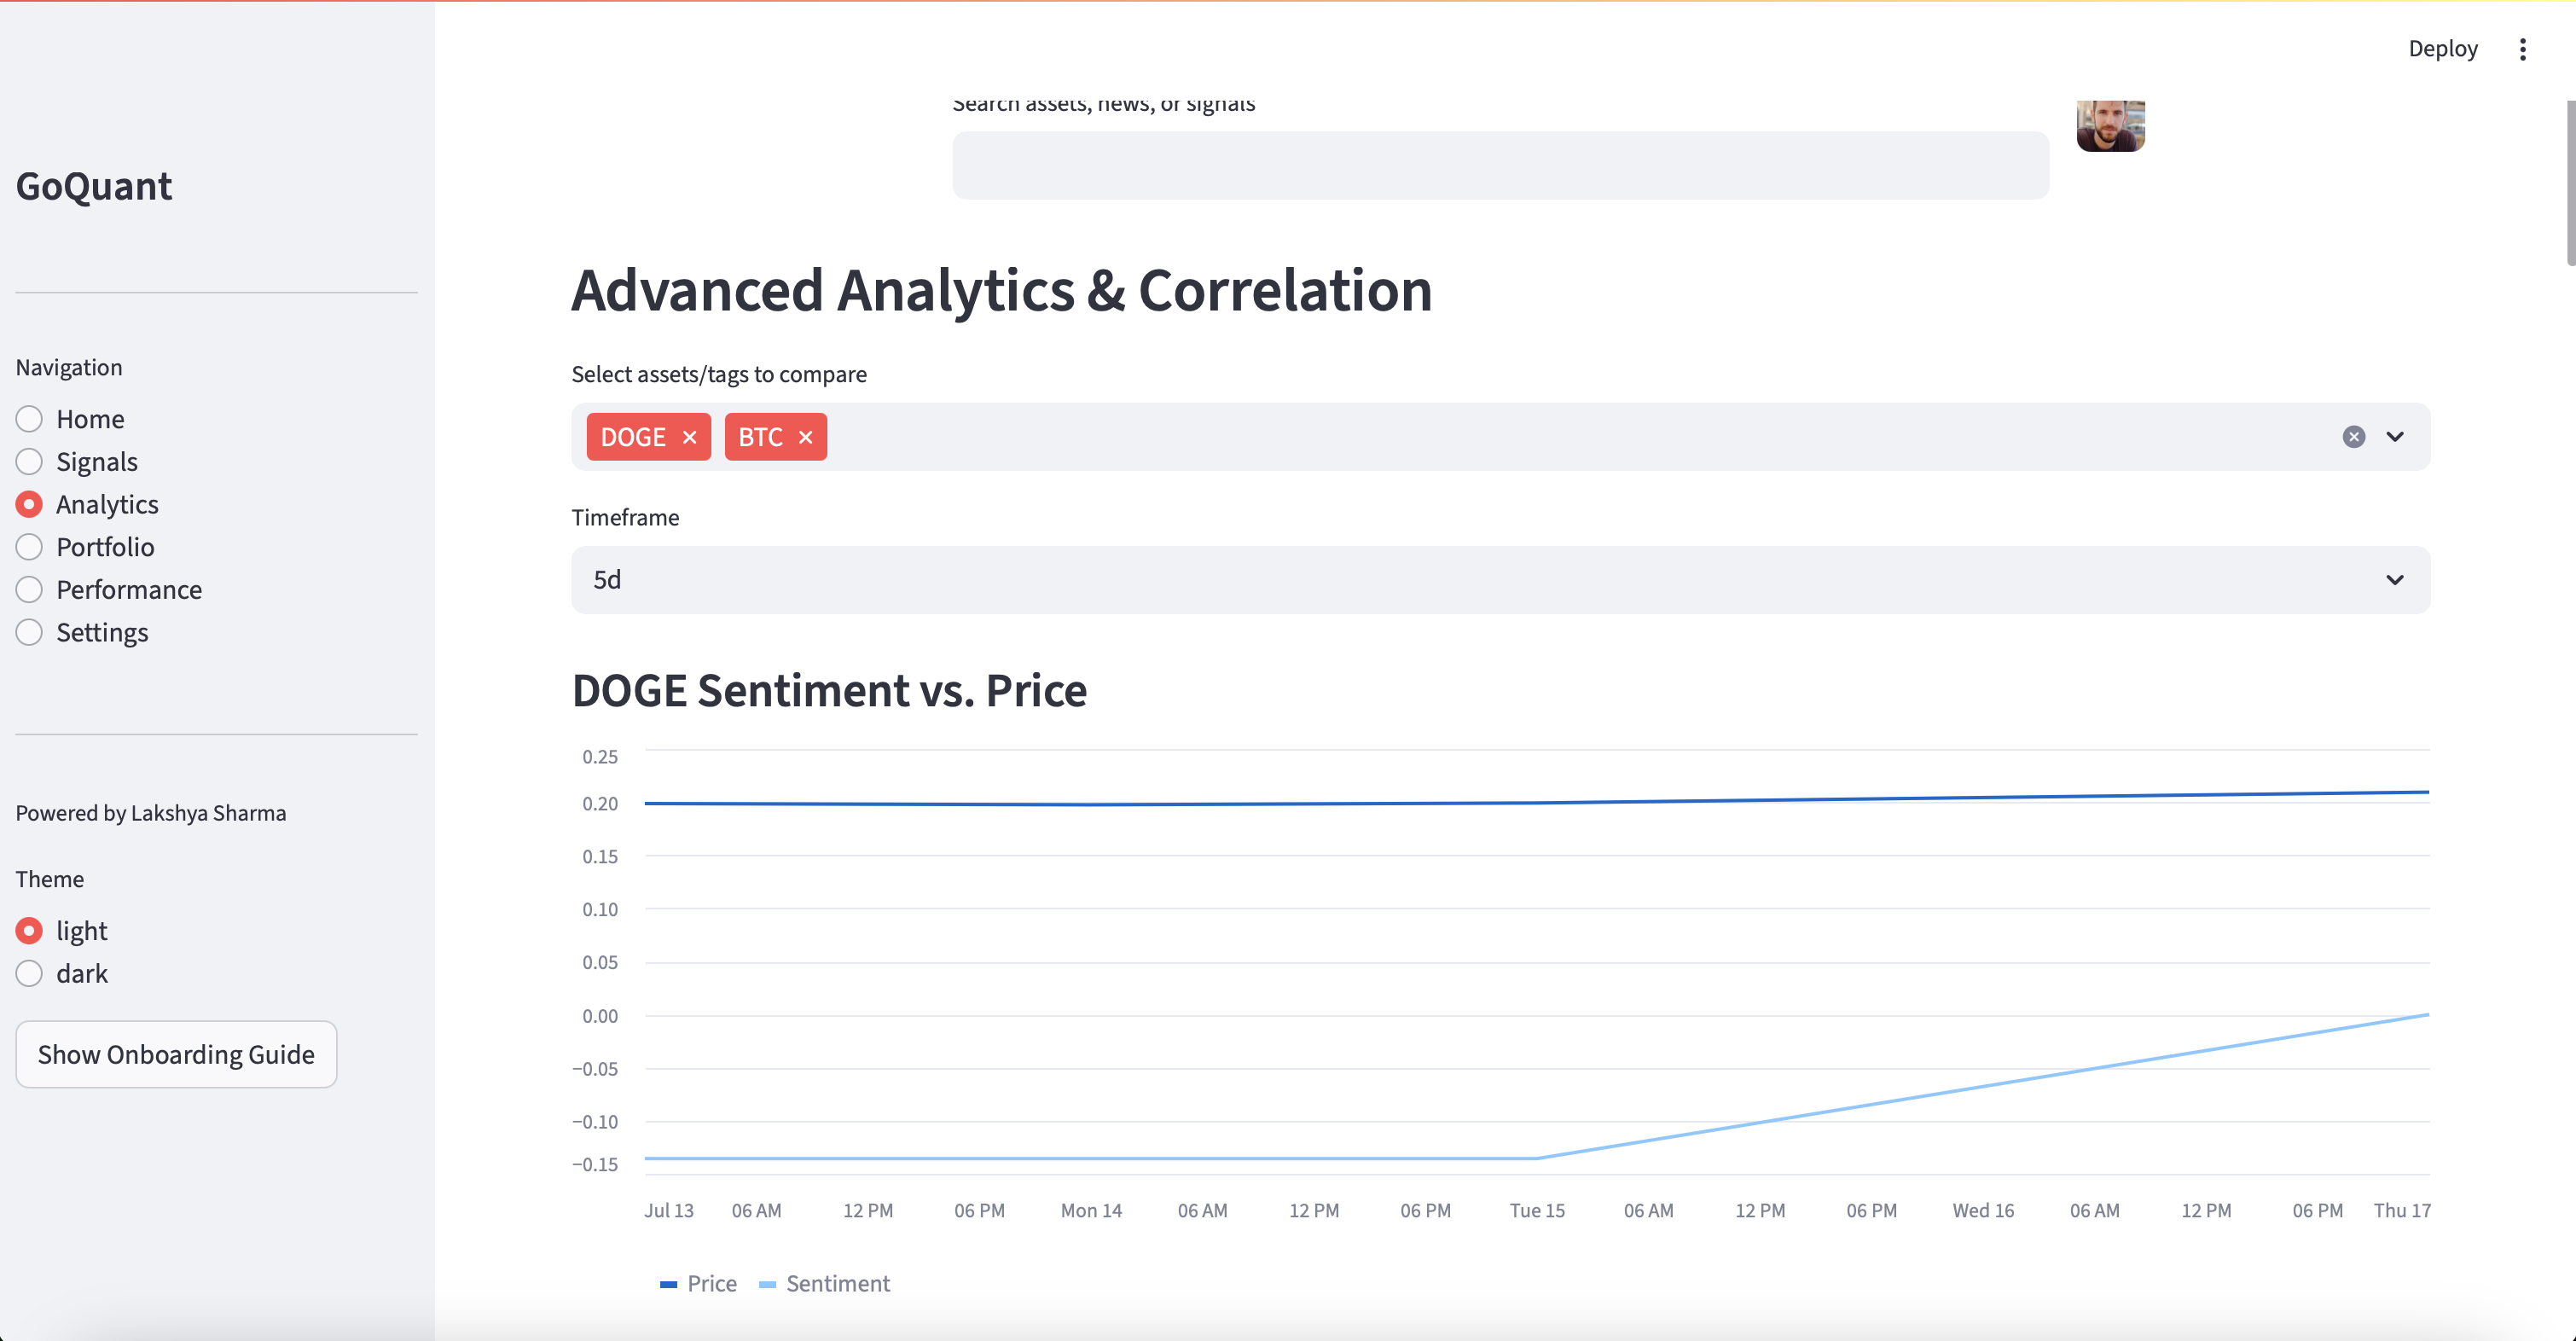 Deploy
Search assets, news, or signals
GoQuant
Navigation
Home
Signals
Analytics
Portfolio
Performance
Settings
Powered by Lakshya Sharma
Theme
light
dark
Show Onboarding Guide
Advanced Analytics & Correlation
Select assets/tags to compare
DOGE × BTC ×
Timeframe
5d
DOGE Sentiment vs. Price
0.25
0.20
0.15
0.10
0.05
0.00
−0.05
−0.10
−0.15
Jul 13 06 AM 12 PM 06 PM Mon 14 06 AM 12 PM 06 PM Tue 15 06 AM 12 PM 06 PM Wed 16 06 AM 12 PM 06 PM Thu 17
Price Sentiment